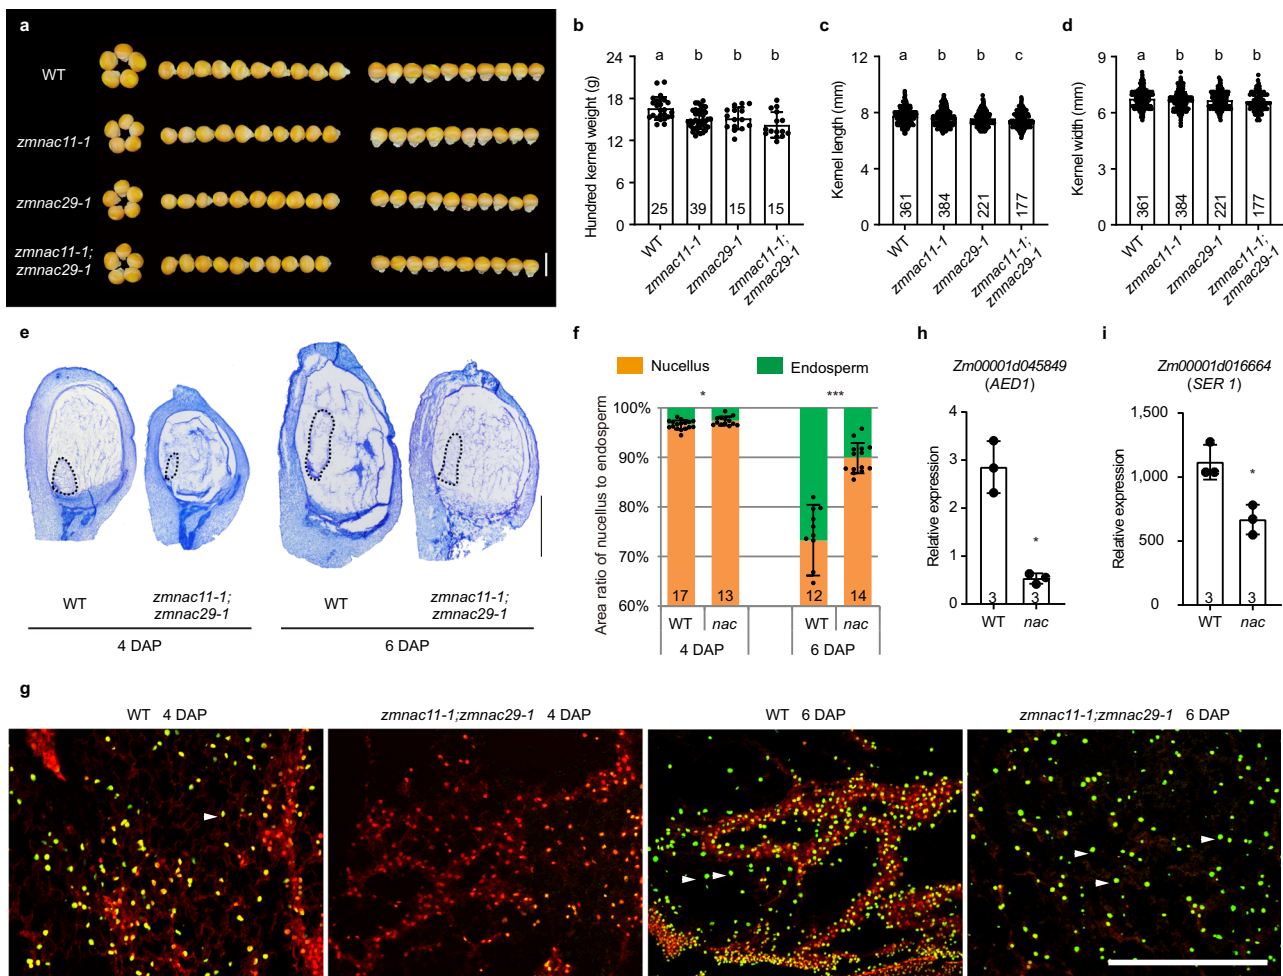 a
WT
zmnac11-1
zmnac29-1
zmnac11-1;
zmnac29-1
b
Hundred kernel weight (g)
24
18
12
6
0
a b b b
25 39 15 15
WT
zmnac11-1
zmnac29-1
zmnac11-1;
zmnac29-1
c
Kernel length (mm)
12
8
4
0
a b b c
361 384 221 177
WT
zmnac11-1
zmnac29-1
zmnac11-1;
zmnac29-1
d
Kernel width (mm)
9
6
3
0
a b b b
361 384 221 177
WT
zmnac11-1
zmnac29-1
zmnac11-1;
zmnac29-1
e
WT
zmnac11-1;
zmnac29-1
WT
zmnac11-1;
zmnac29-1
4 DAP
6 DAP
f
Nucellus
Endosperm
Area ratio of nucellus to endosperm
* ***
100%
90%
80%
70%
60%
17 13 12 14
WT nac WT nac
4 DAP 6 DAP
h
Zm00001d045849
(AED1)
Relative expression
4
3
2
1
0
*
3 3
WT nac
i
Zm00001d016664
(SER 1)
Relative expression
1,500
1,000
500
0
*
3 3
WT nac
g
WT 4 DAP
zmnac11-1;zmnac29-1 4 DAP
WT 6 DAP
zmnac11-1;zmnac29-1 6 DAP